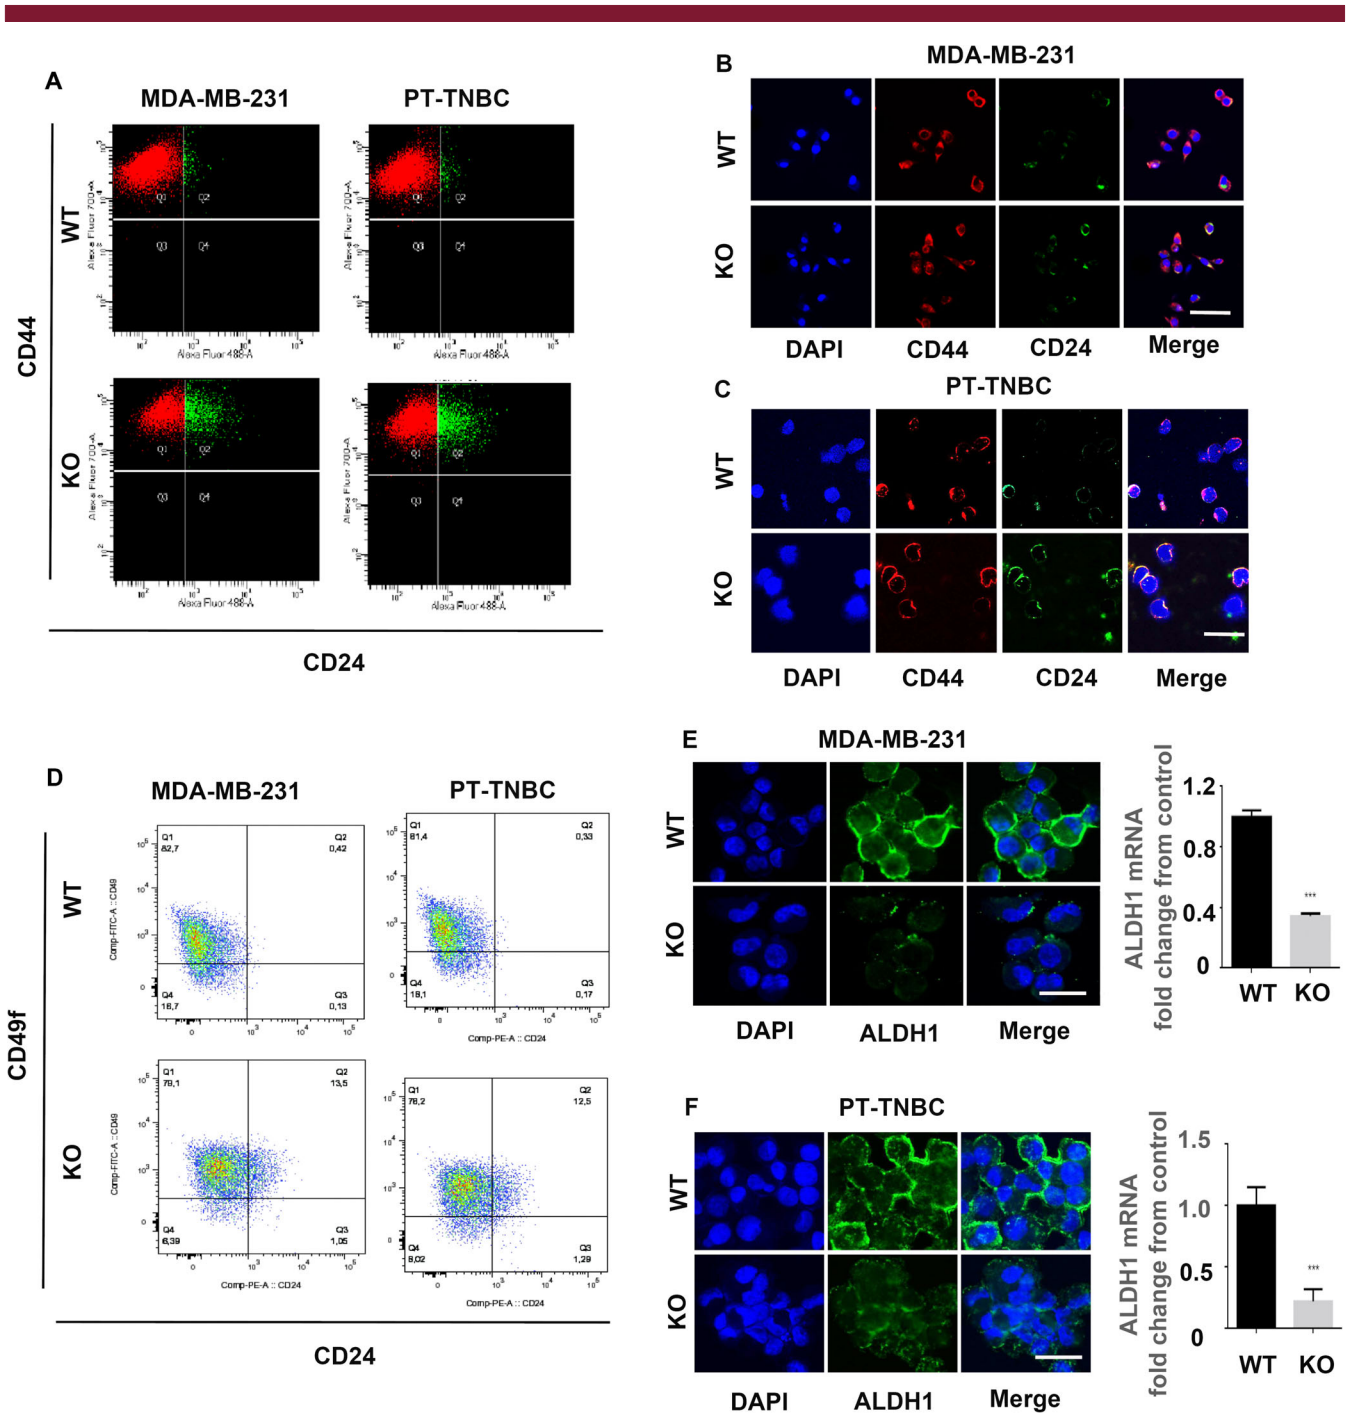 A
MDA-MB-231
PT-TNBC
WT
KO
CD44
CD24
Alexa Fluor 700-A
Alexa Fluor 488-A
Q1
Q2
Q3
Q4
B
MDA-MB-231
WT
KO
DAPI
CD44
CD24
Merge
C
PT-TNBC
WT
KO
DAPI
CD44
CD24
Merge
D
MDA-MB-231
PT-TNBC
WT
KO
CD49f
CD24
Comp-FITC-A :: CD49
Comp-PE-A :: CD24
Q1
82,7
Q2
0,42
Q4
16,7
Q3
0,13
Q1
81,4
Q2
0,33
Q4
18,1
Q3
0,17
Q1
79,1
Q2
13,5
Q4
6,39
Q3
1,05
Q1
78,2
Q2
12,5
Q4
8,02
Q3
1,29
E
MDA-MB-231
WT
KO
DAPI
ALDH1
Merge
ALDH1 mRNA
fold change from control
1.2
0.8
0.4
0
***
WT
KO
F
PT-TNBC
WT
KO
DAPI
ALDH1
Merge
ALDH1 mRNA
fold change from control
1.5
1.0
0.5
0
***
WT
KO